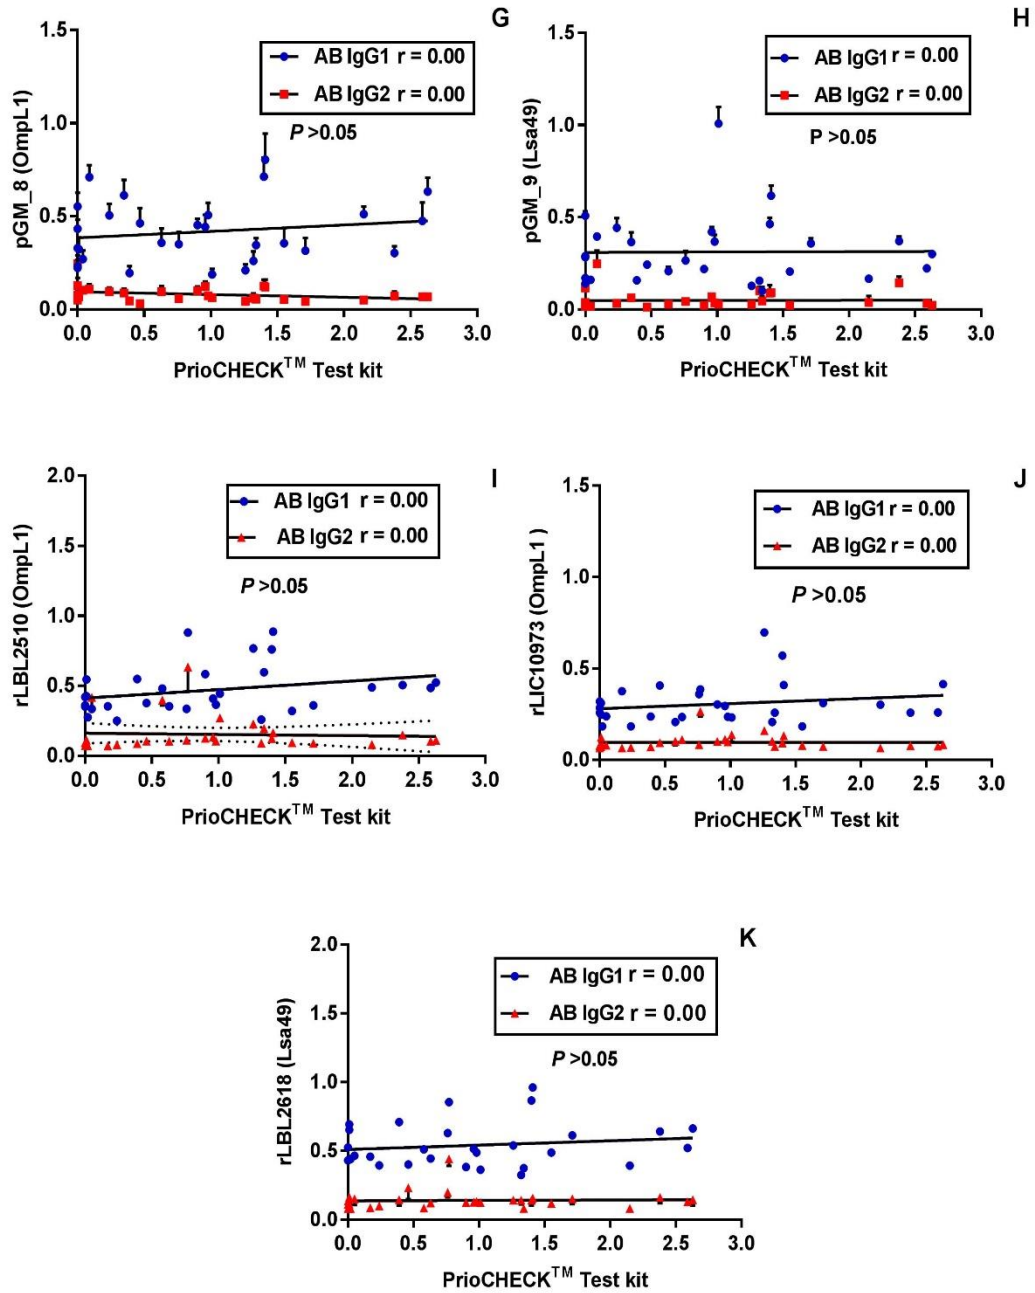 G
1.5
1.0
0.5
0.0
pGM_8 (OmpL1)
AB IgG1 r = 0.00
AB IgG2 r = 0.00
P >0.05
0.0 0.5 1.0 1.5 2.0 2.5 3.0
PrioCHECK™ Test kit
H
1.5
1.0
0.5
0.0
pGM_9 (Lsa49)
AB IgG1 r = 0.00
AB IgG2 r = 0.00
P >0.05
0.0 0.5 1.0 1.5 2.0 2.5 3.0
PrioCHECK™ Test kit
I
2.0
1.5
1.0
0.5
0.0
rLBL2510 (OmpL1)
AB IgG1 r = 0.00
AB IgG2 r = 0.00
P >0.05
0.0 0.5 1.0 1.5 2.0 2.5 3.0
PrioCHECK™ Test kit
J
1.5
1.0
0.5
0.0
rLIC10973 (OmpL1 )
AB IgG1 r = 0.00
AB IgG2 r = 0.00
P >0.05
0.0 0.5 1.0 1.5 2.0 2.5 3.0
PrioCHECK™ Test kit
K
2.0
1.5
1.0
0.5
0.0
rLBL2618 (Lsa49)
AB IgG1 r = 0.00
AB IgG2 r = 0.00
P >0.05
0.0 0.5 1.0 1.5 2.0 2.5 3.0
PrioCHECK™ Test kit